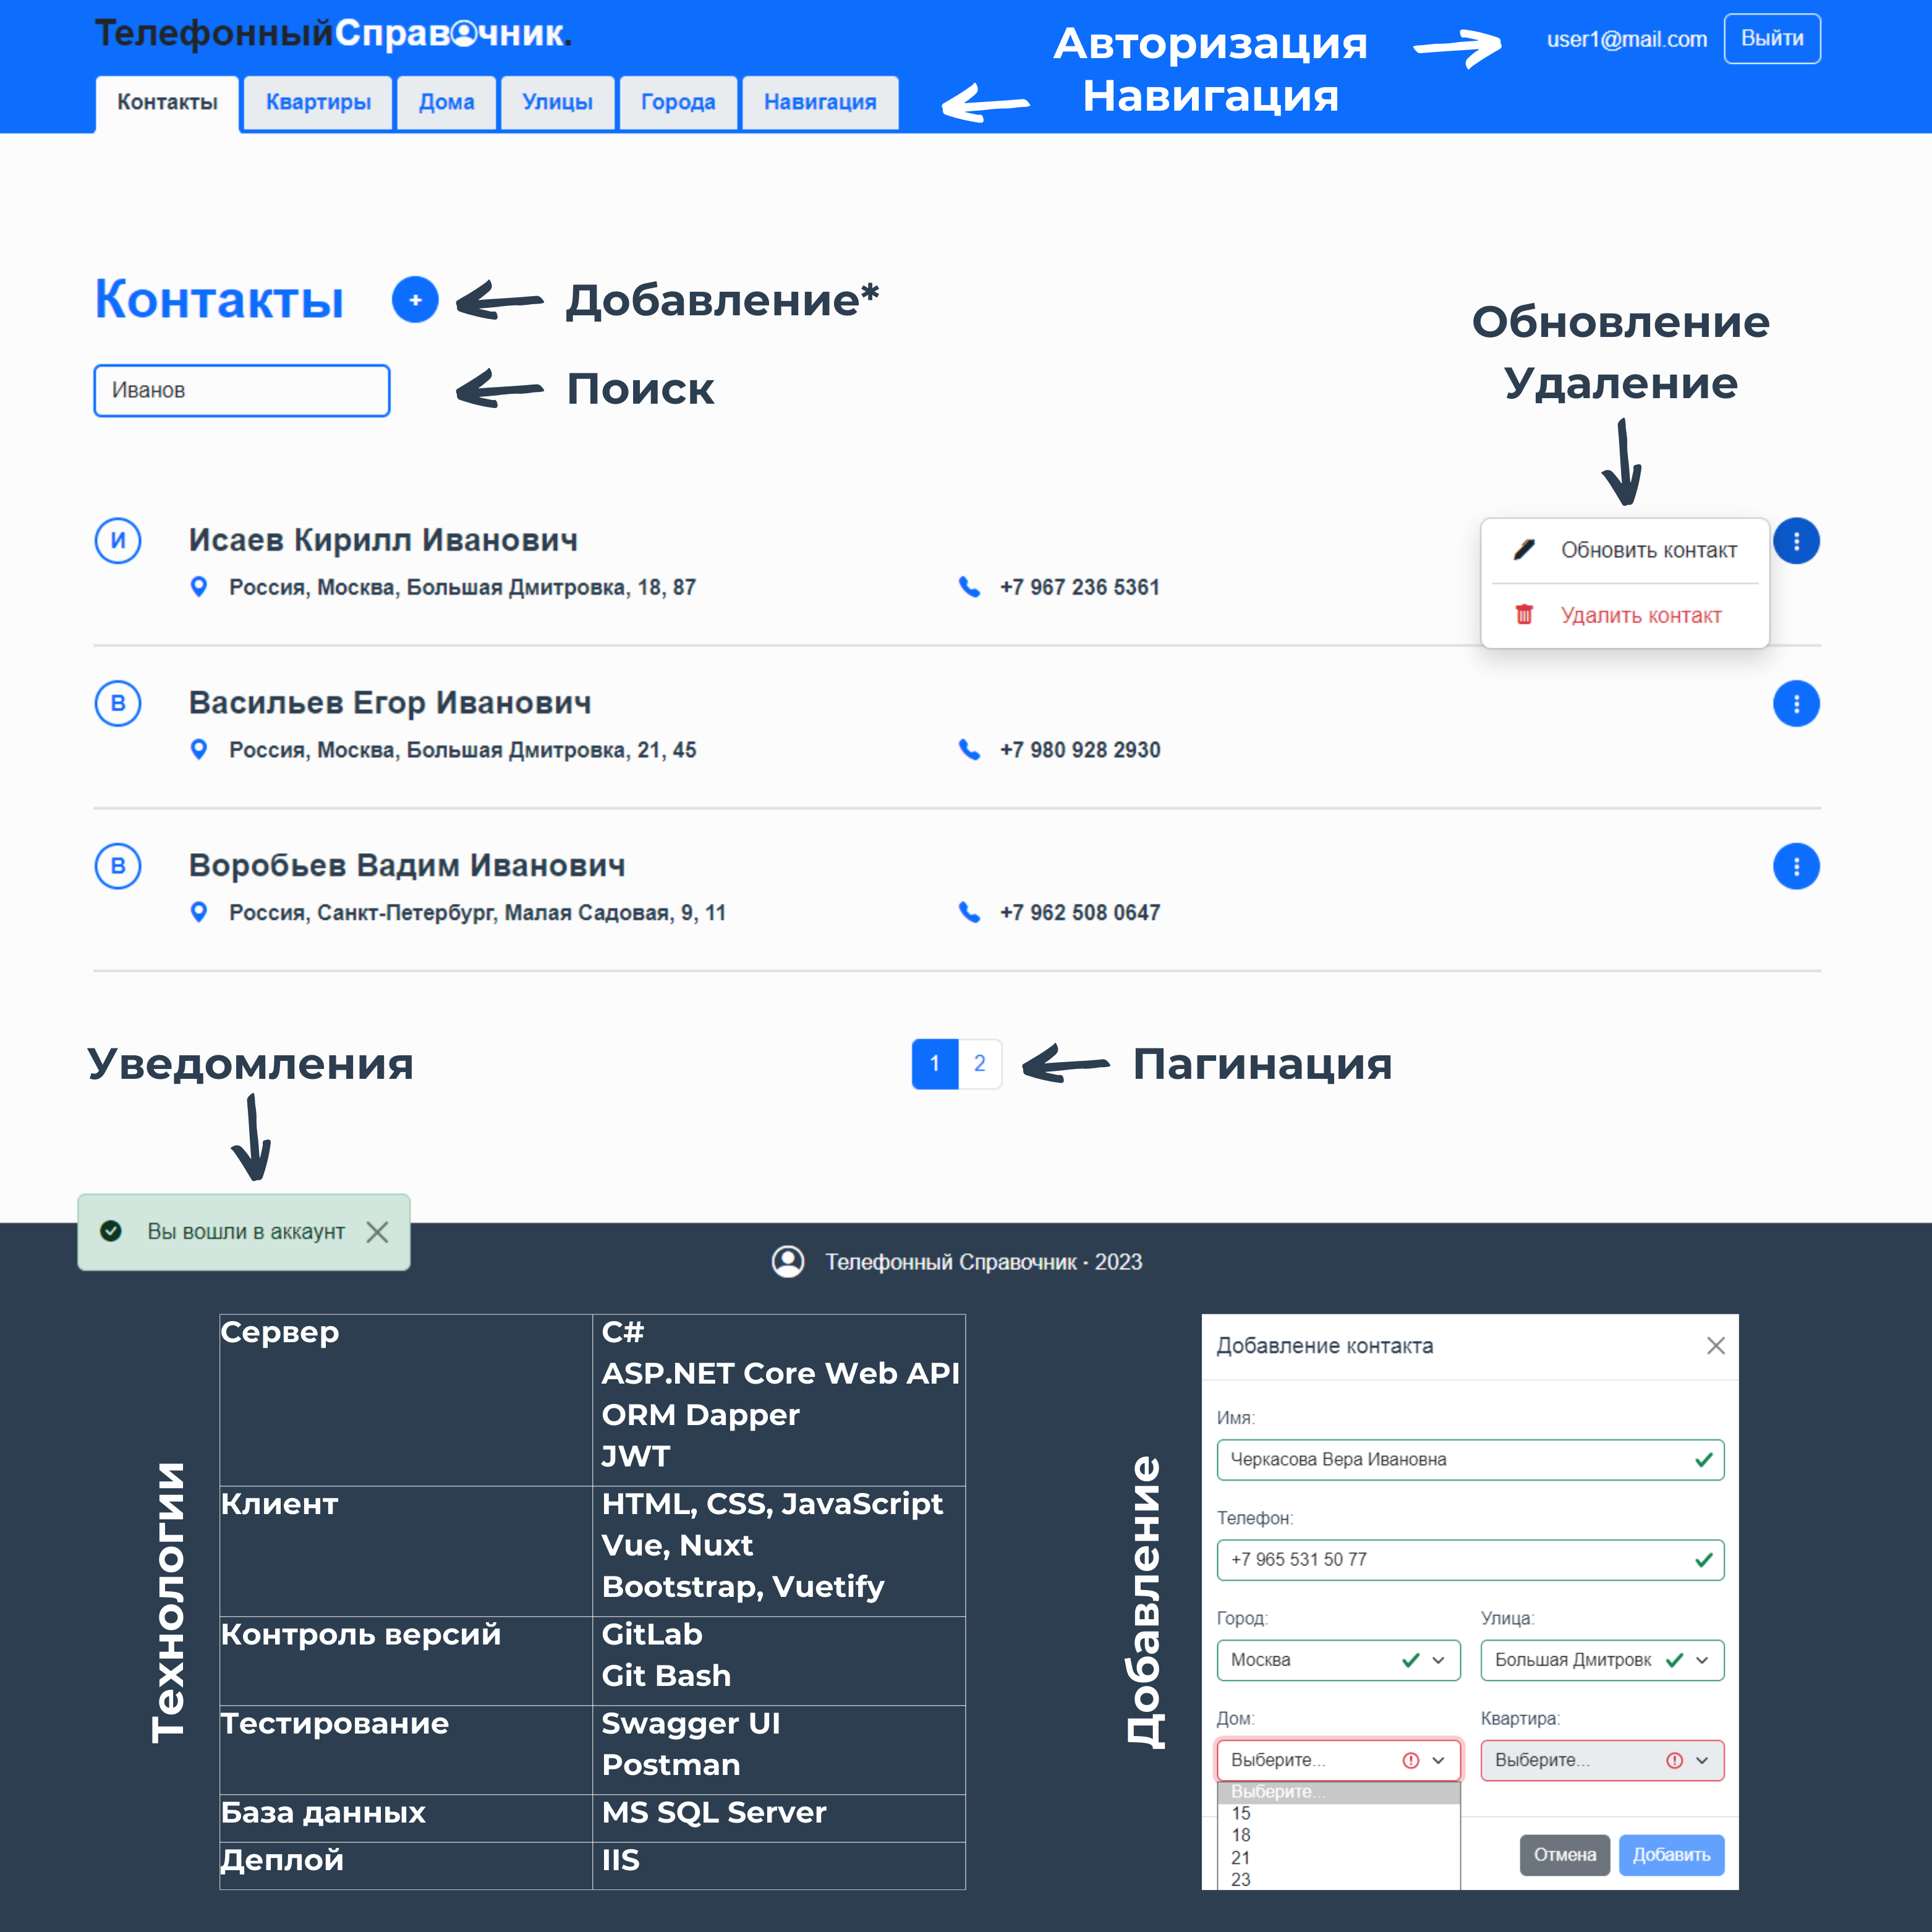 ТелефонныйСправочник.
Авторизация
user1@mail.com
Выйти
Контакты
Квартиры
Дома
Улицы
Города
Навигация
Навигация
Контакты
+
Добавление*
Иванов
Поиск
Обновление
Удаление
И
Исаев Кирилл Иванович
Россия, Москва, Большая Дмитровка, 18, 87
+7 967 236 5361
Обновить контакт
Удалить контакт
В
Васильев Егор Иванович
Россия, Москва, Большая Дмитровка, 21, 45
+7 980 928 2930
В
Воробьев Вадим Иванович
Россия, Санкт-Петербург, Малая Садовая, 9, 11
+7 962 508 0647
Уведомления
1
2
Пагинация
Вы вошли в аккаунт
Телефонный Справочник · 2023
Технологии
Сервер
C#
ASP.NET Core Web API
ORM Dapper
JWT
Клиент
HTML, CSS, JavaScript
Vue, Nuxt
Bootstrap, Vuetify
Контроль версий
GitLab
Git Bash
Тестирование
Swagger UI
Postman
База данных
MS SQL Server
Деплой
IIS
Добавление
Добавление контакта
Имя:
Черкасова Вера Ивановна
Телефон:
+7 965 531 50 77
Город:
Улица:
Москва
Большая Дмитровк
Дом:
Квартира:
Выберите...
Выберите...
Выберите...
15
18
21
23
Отмена
Добавить